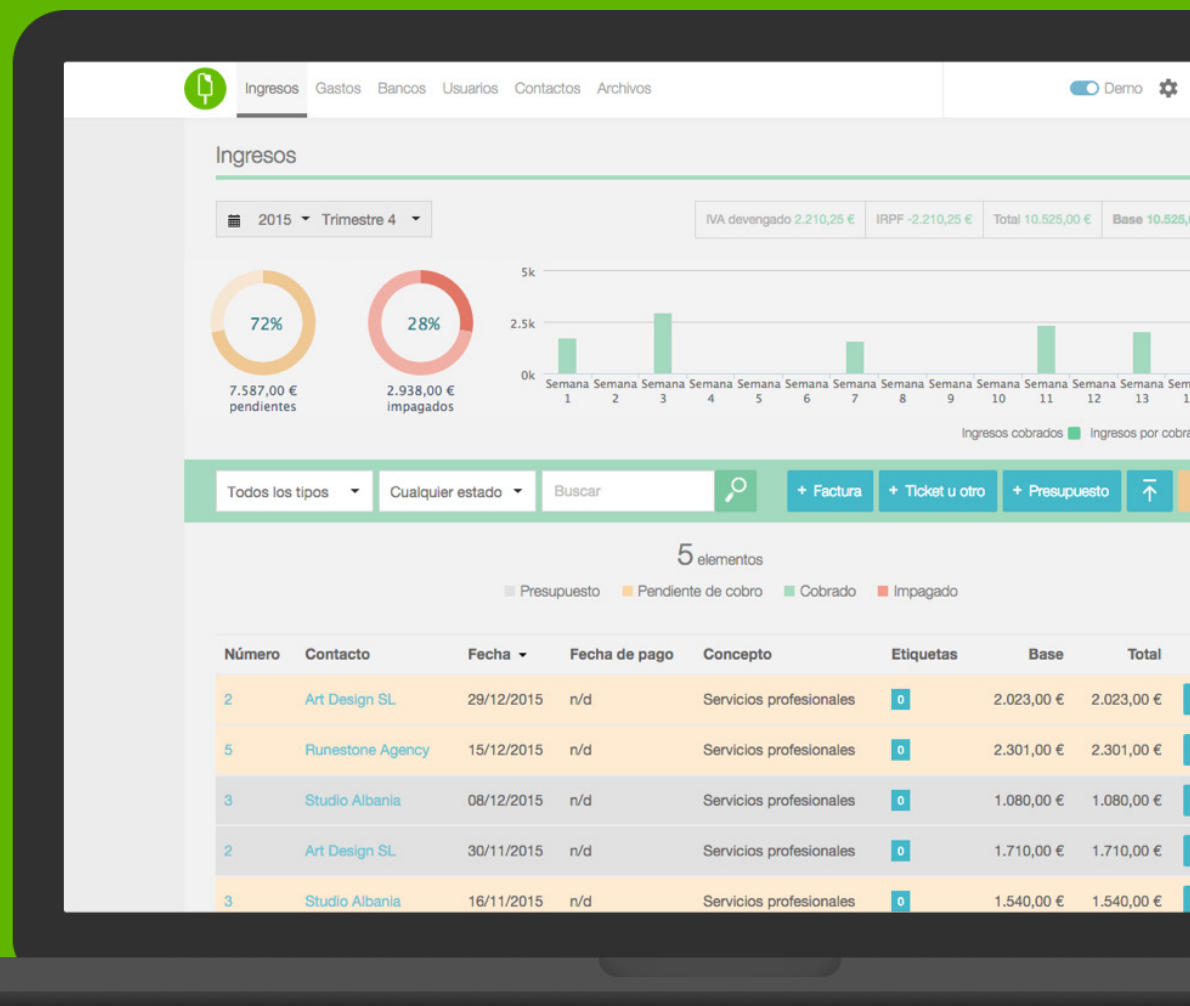 Ingresos Gastos Bancos Usuarios Contactos Archivos Demo
Ingresos
2015 Trimestre 4
IVA devengado 2.210,25 € IRPF -2.210,25 € Total 10.525,00 € Base 10.525,
72%
7.587,00 €
pendientes
28%
2.938,00 €
impagados
5k
2.5k
0k
Semana 1 Semana 2 Semana 3 Semana 4 Semana 5 Semana 6 Semana 7 Semana 8 Semana 9 Semana 10 Semana 11 Semana 12 Semana 13 Sem 1
Ingresos cobrados Ingresos por cobra
Todos los tipos Cualquier estado Buscar + Factura + Ticket u otro + Presupuesto
5 elementos
Presupuesto Pendiente de cobro Cobrado Impagado
Número Contacto Fecha Fecha de pago Concepto Etiquetas Base Total
2 Art Design SL 29/12/2015 n/d Servicios profesionales 0 2.023,00 € 2.023,00 €
5 Runestone Agency 15/12/2015 n/d Servicios profesionales 0 2.301,00 € 2.301,00 €
3 Studio Albania 08/12/2015 n/d Servicios profesionales 0 1.080,00 € 1.080,00 €
2 Art Design SL 30/11/2015 n/d Servicios profesionales 0 1.710,00 € 1.710,00 €
3 Studio Albania 16/11/2015 n/d Servicios profesionales 0 1.540,00 € 1.540,00 €